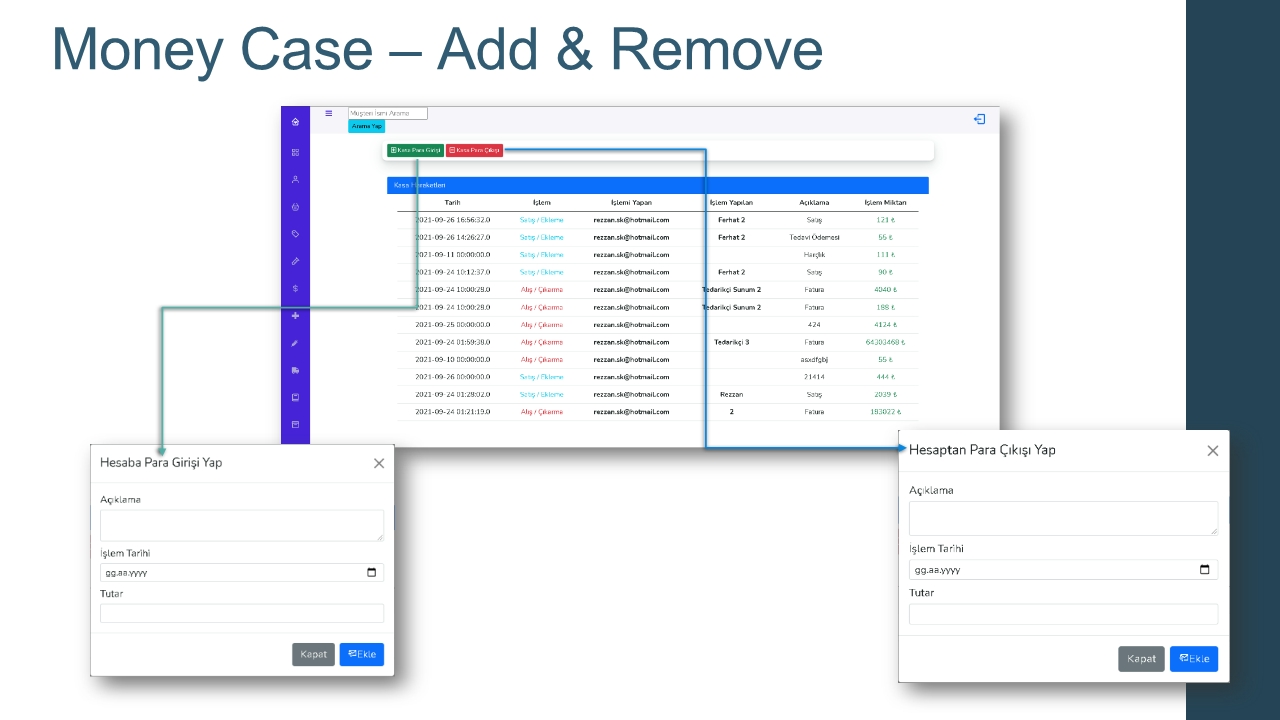 Money Case – Add & Remove
Müşteri İsmi Arama
Arama Yap
Kasa Para Girişi Kasa Para Çıkışı
Kasa Hareketleri
Tarih İşlem İşlemi Yapan İşlem Yapılan Açıklama İşlem Miktarı
2021-09-26 16:56:32.0 Satış / Ekleme rezzan.sk@hotmail.com Ferhat 2 Satış 121 ₺
2021-09-26 14:26:27.0 Satış / Ekleme rezzan.sk@hotmail.com Ferhat 2 Tedavi Ödemesi 55 ₺
2021-09-11 00:00:00.0 Satış / Ekleme rezzan.sk@hotmail.com Harçlık 111 ₺
2021-09-24 10:12:37.0 Satış / Ekleme rezzan.sk@hotmail.com Ferhat 2 Satış 90 ₺
2021-09-24 10:00:28.0 Alış / Çıkarma rezzan.sk@hotmail.com Tedarikçi Sunum 2 Fatura 4040 ₺
2021-09-24 10:00:28.0 Alış / Çıkarma rezzan.sk@hotmail.com Tedarikçi Sunum 2 Fatura 188 ₺
2021-09-25 00:00:00.0 Alış / Çıkarma rezzan.sk@hotmail.com 424 4124 ₺
2021-09-24 01:59:38.0 Alış / Çıkarma rezzan.sk@hotmail.com Tedarikçi 3 Fatura 64303468 ₺
2021-09-10 00:00:00.0 Alış / Çıkarma rezzan.sk@hotmail.com asxdfgbj 55 ₺
2021-09-26 00:00:00.0 Satış / Ekleme rezzan.sk@hotmail.com 21414 444 ₺
2021-09-24 01:28:02.0 Satış / Ekleme rezzan.sk@hotmail.com Rezzan Satış 2039 ₺
2021-09-24 01:21:19.0 Alış / Çıkarma rezzan.sk@hotmail.com 2 Fatura 183022 ₺
Hesaba Para Girişi Yap
Açıklama
İşlem Tarihi
gg.aa.yyyy
Tutar
Kapat Ekle
Hesaptan Para Çıkışı Yap
Açıklama
İşlem Tarihi
gg.aa.yyyy
Tutar
Kapat Ekle